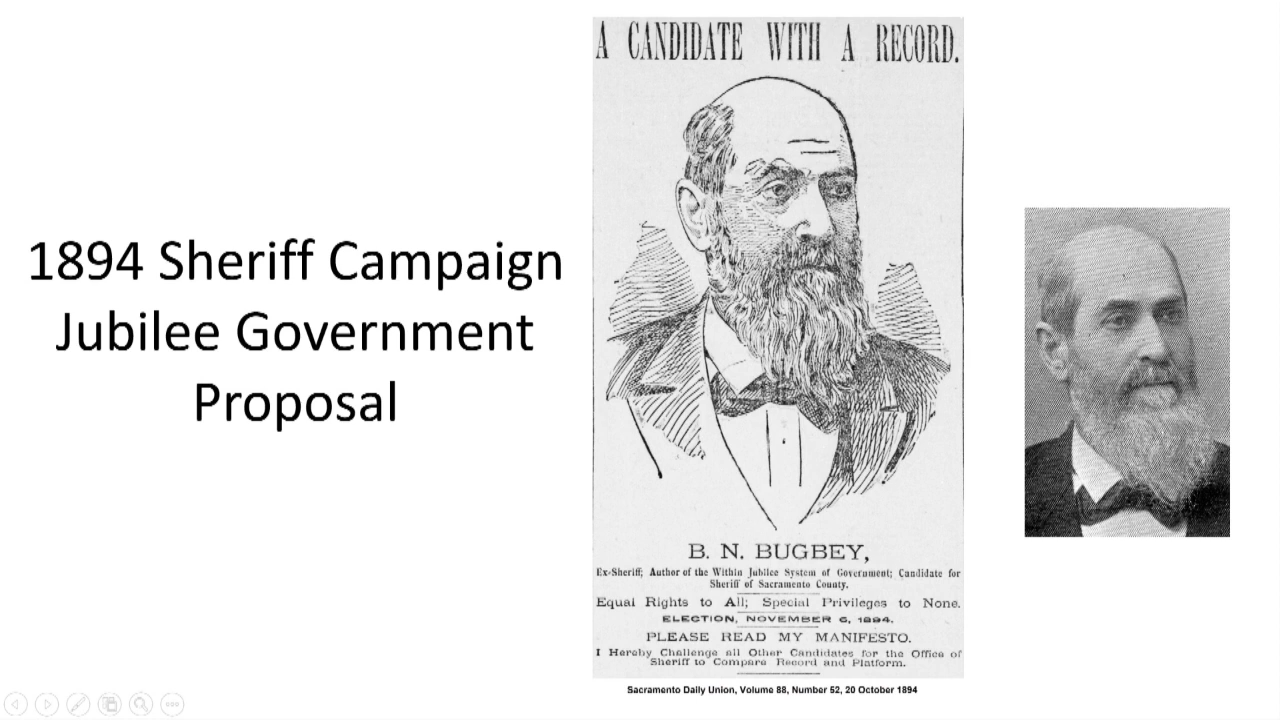 1894 Sheriff Campaign
Jubilee Government
Proposal
A CANDIDATE WITH A RECORD.
B. N. BUGBEY,
Ex-Sheriff; Author of the Within Jubilee System of Government; Candidate for
Sheriff of Sacramento County.
Equal Rights to All; Special Privileges to None.
ELECTION, NOVEMBER 6, 1894.
PLEASE READ MY MANIFESTO.
I Hereby Challenge all Other Candidates for the Office of
Sheriff to Compare Record and Platform.
Sacramento Daily Union, Volume 88, Number 52, 20 October 1894